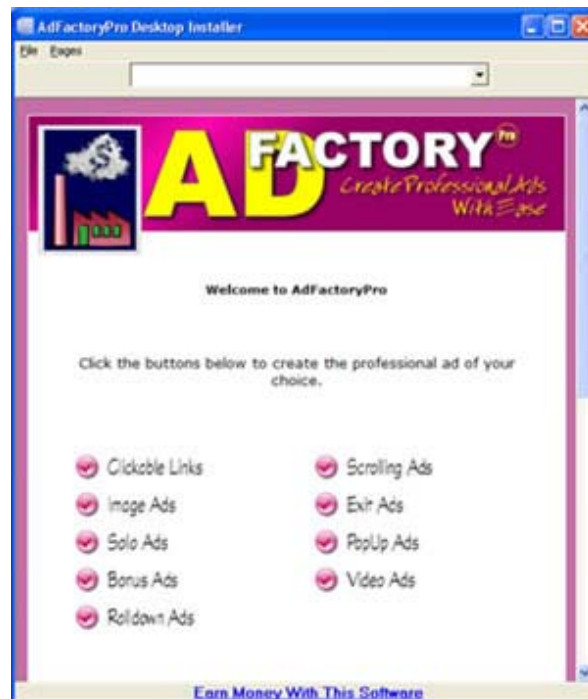 AdFactoryPro Desktop Installer
File Pages
$
AD FACTORY Pro
Create Professional Ads
With Ease
Welcome to AdFactoryPro
Click the buttons below to create the professional ad of your
choice.
Clickable Links
Scrolling Ads
Image Ads
Exit Ads
Solo Ads
PopUp Ads
Bonus Ads
Video Ads
Rolldown Ads
Earn Money With This Software